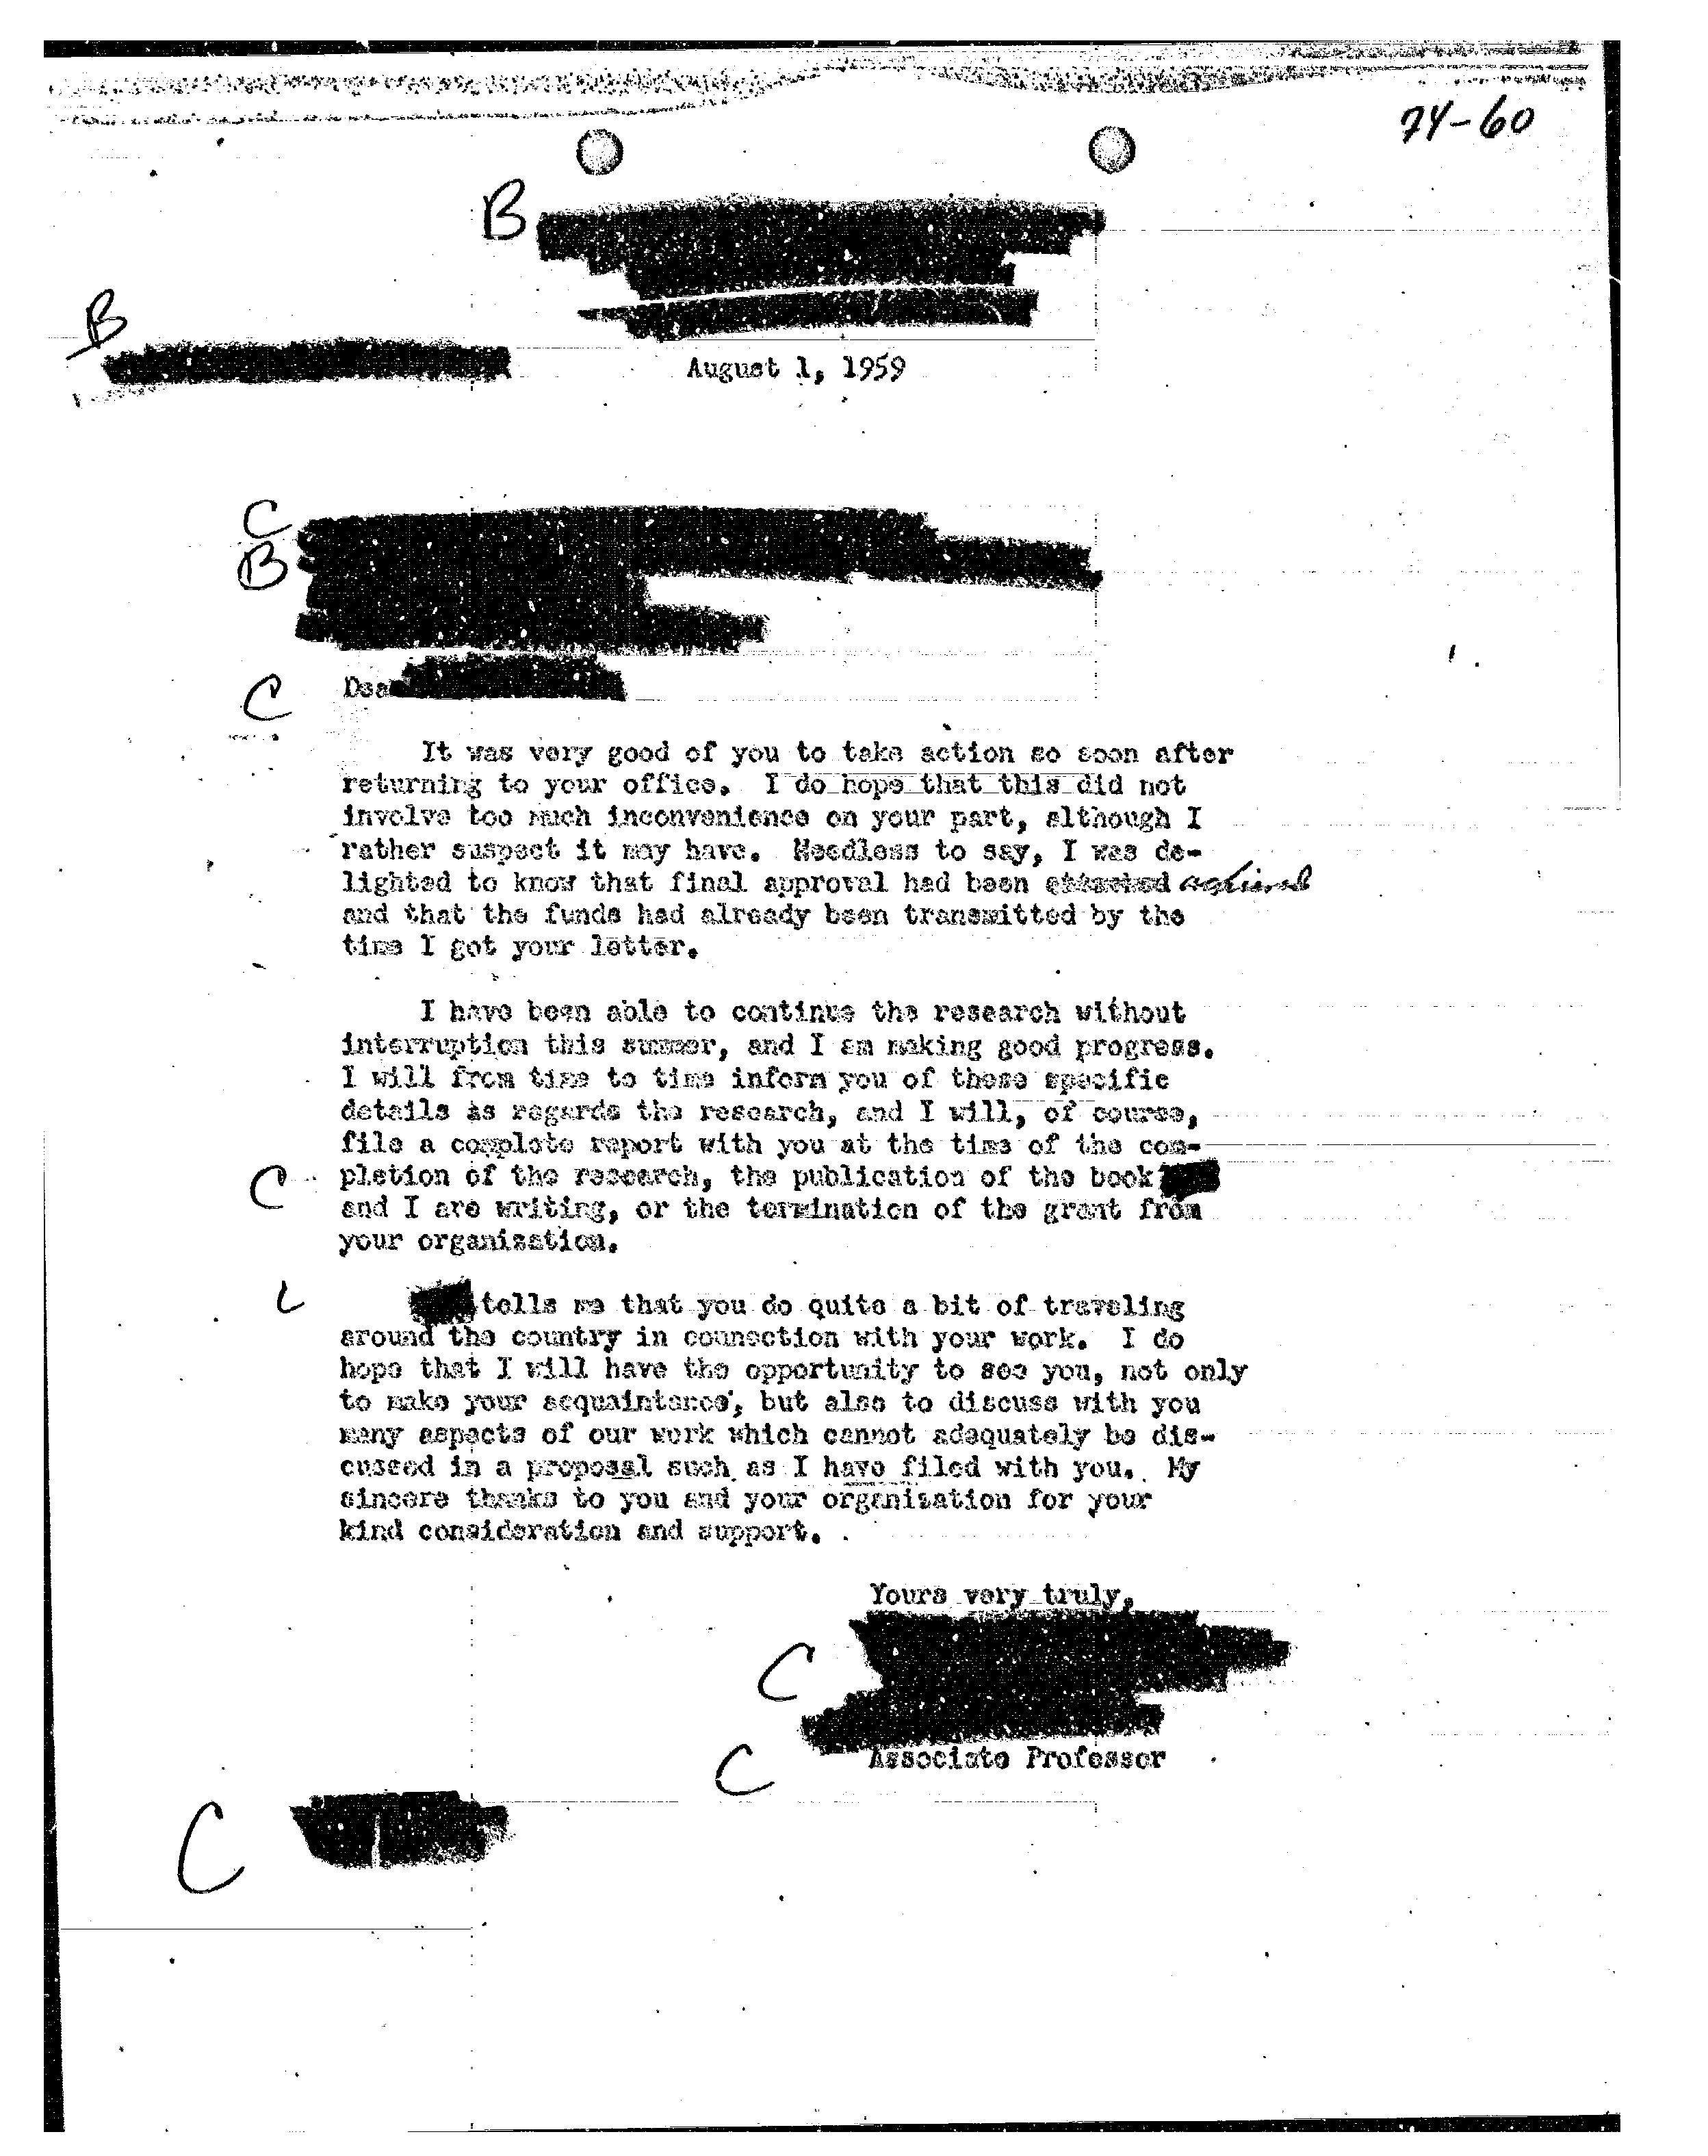 74-60
B
B
August 1, 1959
C
B
C
Dear
It was very good of you to take action so soon after
returning to your office. I do hope that this did not
involve too much inconvenience on your part, although I
rather suspect it may have. Needless to say, I was de-
lighted to know that final approval had been achieved
and that the funds had already been transmitted by the
time I got your letter.
I have been able to continue the research without
interruption this summer, and I am making good progress.
I will from time to time inform you of those specific
details as regards the research, and I will, of course,
file a complete report with you at the time of the com-
C pletion of the research, the publication of the book
and I are writing, or the termination of the grant from
your organization.
C tells me that you do quite a bit of traveling
around the country in connection with your work. I do
hope that I will have the opportunity to see you, not only
to make your acquaintance, but also to discuss with you
many aspects of our work which cannot adequately be dis-
cussed in a proposal such as I have filed with you. My
sincere thanks to you and your organization for your
kind consideration and support.
Yours very truly,
C
C
Associate Professor
C